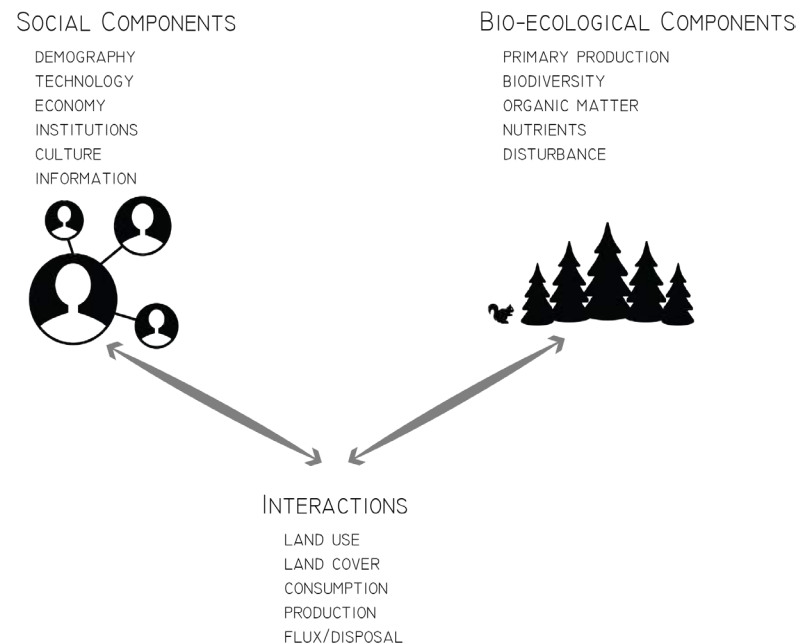 Social Components
DEMOGRAPHY
TECHNOLOGY
ECONOMY
INSTITUTIONS
CULTURE
INFORMATION
Bio-ecological Components
PRIMARY PRODUCTION
BIODIVERSITY
ORGANIC MATTER
NUTRIENTS
DISTURBANCE
Interactions
LAND USE
LAND COVER
CONSUMPTION
PRODUCTION
FLUX/DISPOSAL